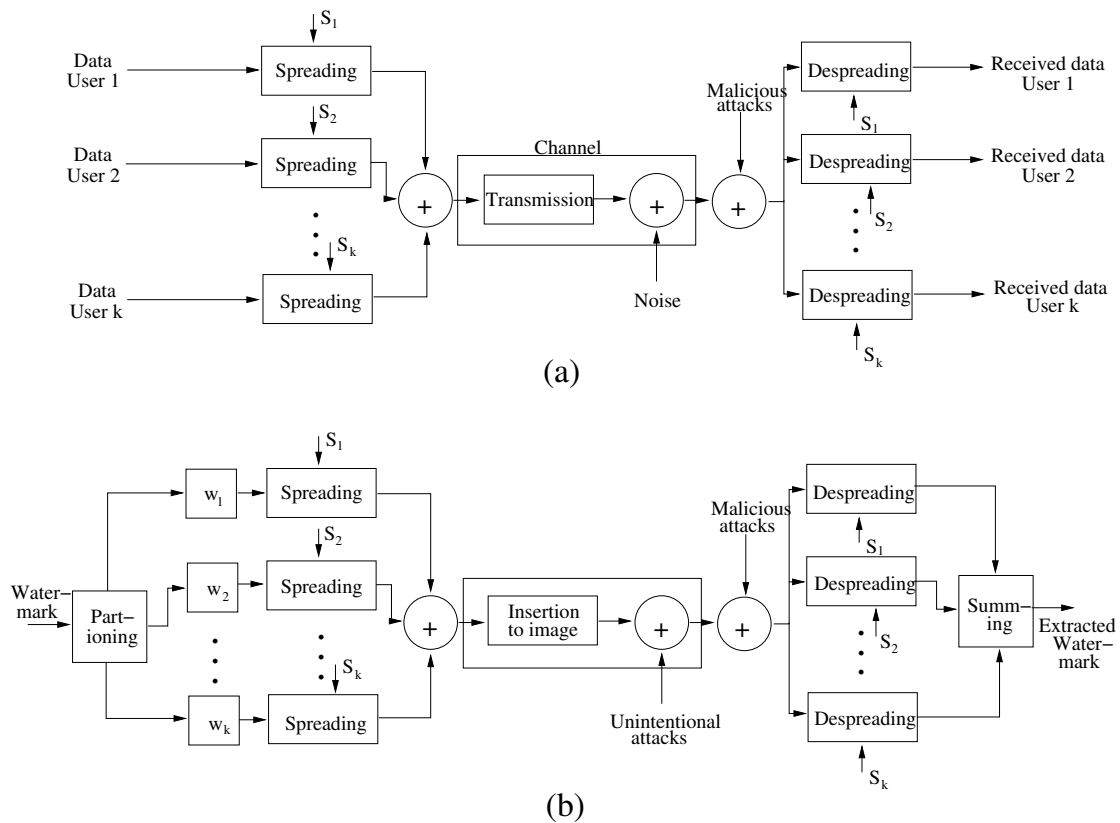 S1
Data
User 1
Spreading
Despreading
Received data
User 1
Malicious
attacks
S1
S2
Data
User 2
Spreading
Channel
Transmission
+
+
+
Despreading
Received data
User 2
S2
Sk
Data
User k
Spreading
Noise
Despreading
Received data
User k
Sk
(a)
S1
w1
Spreading
Despreading
Malicious
attacks
S1
S2
Water-
mark
Part-
ioning
w2
Spreading
+
Insertion
to image
+
+
Despreading
S2
Summ-
ing
Extracted
Water-
mark
Sk
wk
Spreading
Unintentional
attacks
Despreading
Sk
(b)